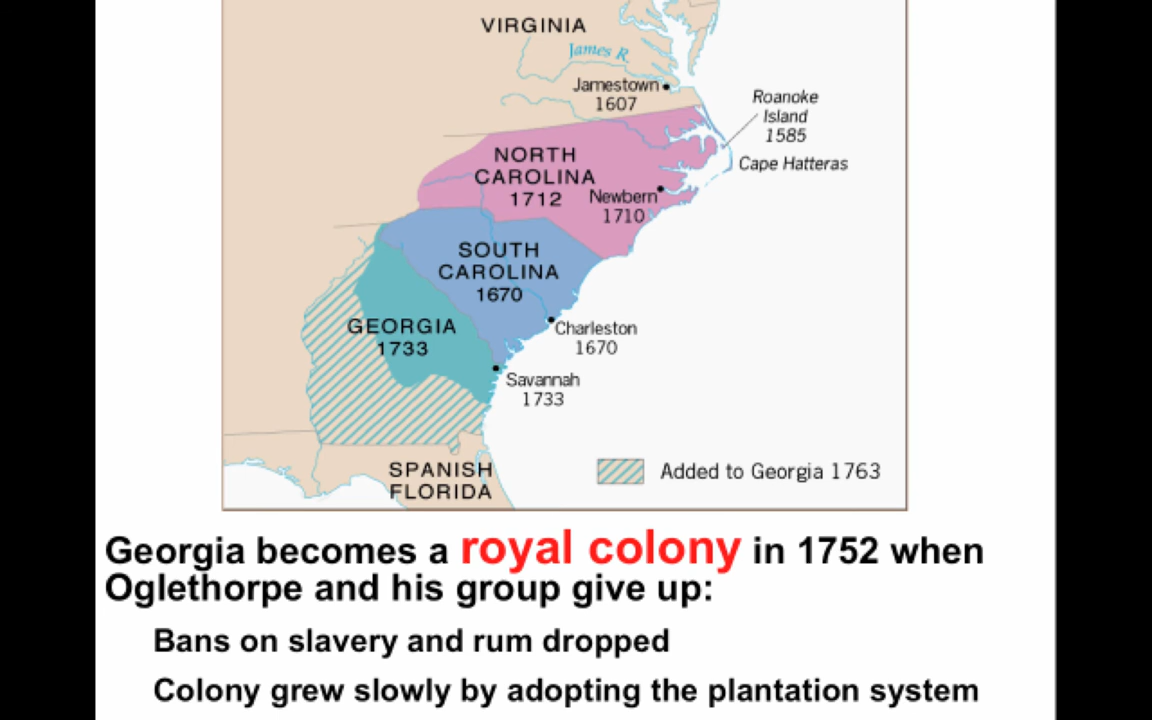 VIRGINIA
James R.
Jamestown
1607
Roanoke
Island
1585
Cape Hatteras
NORTH
CAROLINA
1712
Newbern
1710
SOUTH
CAROLINA
1670
GEORGIA
1733
Charleston
1670
Savannah
1733
SPANISH
FLORIDA
Added to Georgia 1763
Georgia becomes a royal colony in 1752 when
Oglethorpe and his group give up:
Bans on slavery and rum dropped
Colony grew slowly by adopting the plantation system